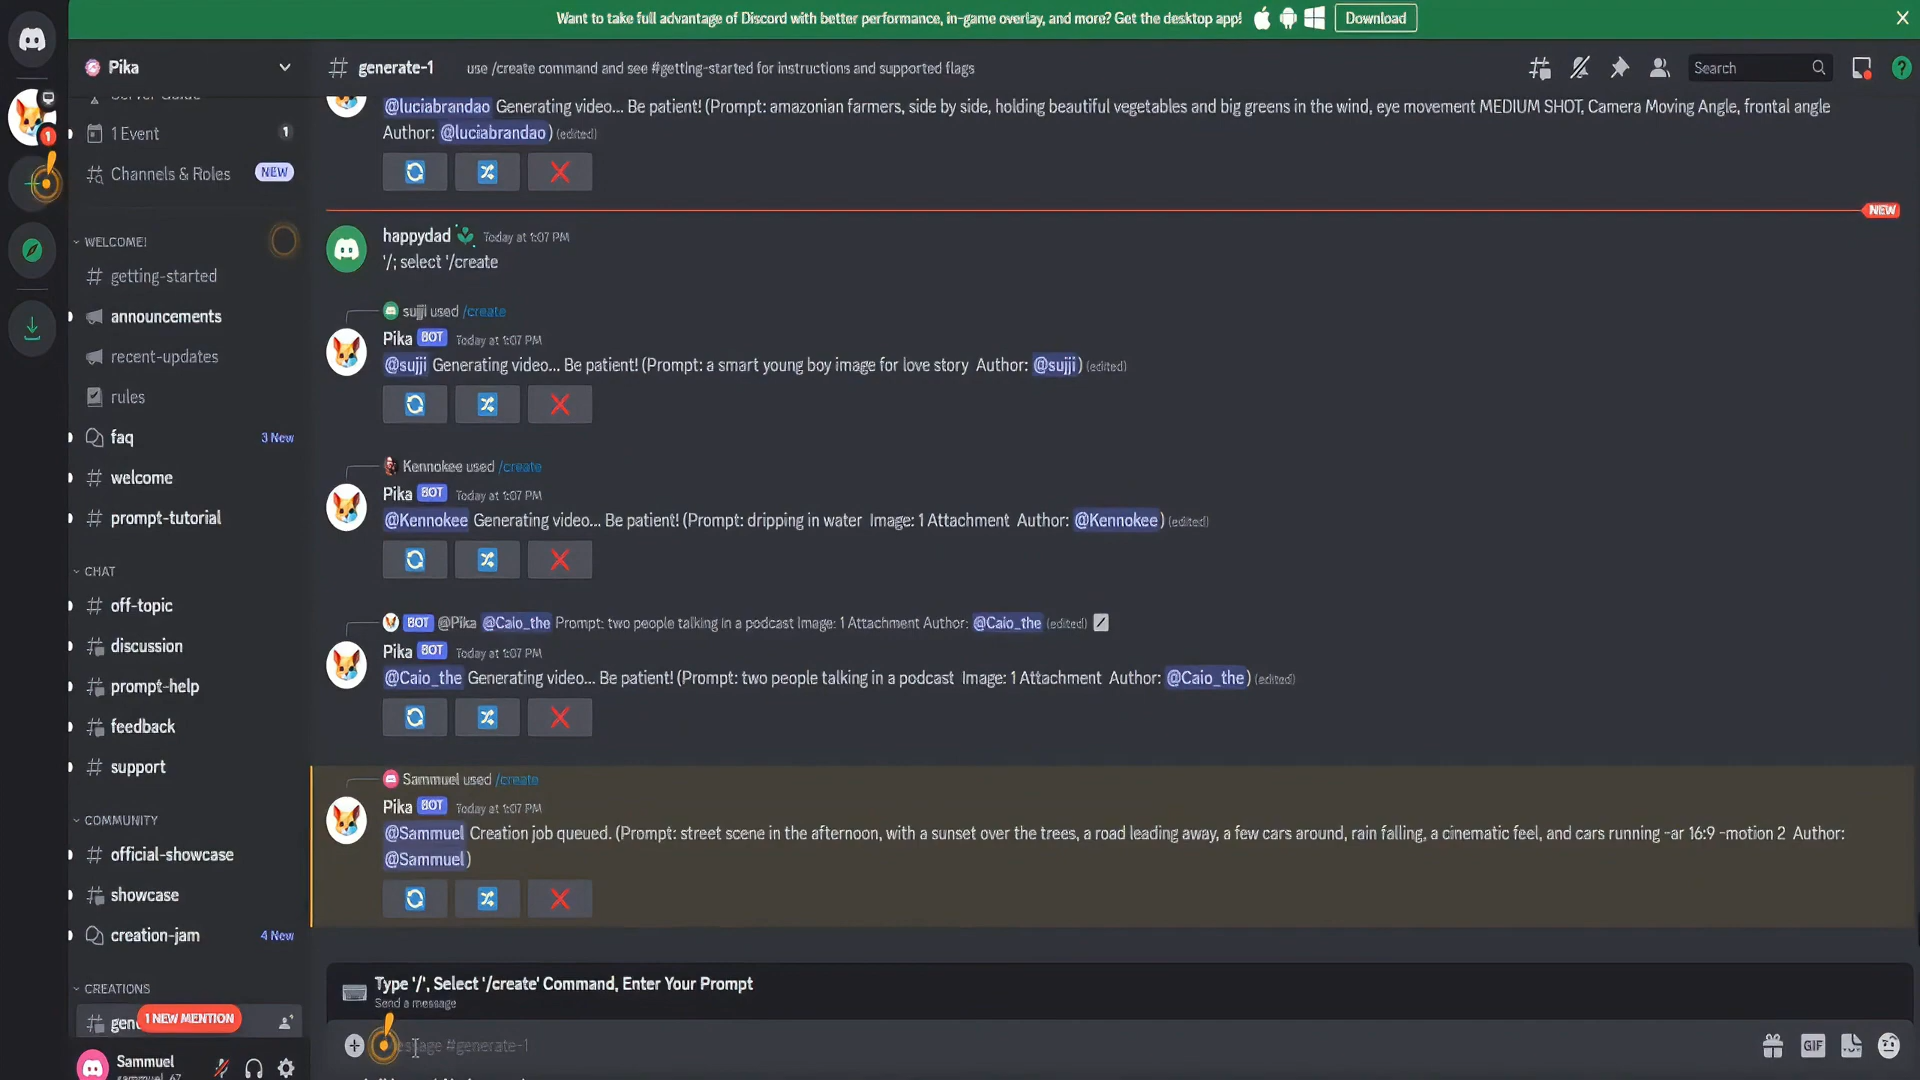 Want to take full advantage of Discord with better performance, in-game overlay, and more? Get the desktop app!
Download
Pika
generate-1
use /create command and see #getting-started for instructions and supported flags
Search
Server Guide
1 Event
1
Channels & Roles
NEW
WELCOME!
getting-started
announcements
recent-updates
rules
faq
3 New
welcome
prompt-tutorial
CHAT
off-topic
discussion
prompt-help
feedback
support
COMMUNITY
official-showcase
showcase
creation-jam
4 New
CREATIONS
1 NEW MENTION
Sammuel
1
@luciabrandao Generating video... Be patient! (Prompt: amazonian farmers, side by side, holding beautiful vegetables and big greens in the wind, eye movement MEDIUM SHOT, Camera Moving Angle, frontal angle
Author: @luciabrandao) (edited)
NEW
happydad Today at 1:07 PM
'/; select '/create
sujji used /create
Pika BOT Today at 1:07 PM
@sujji Generating video... Be patient! (Prompt: a smart young boy image for love story Author: @sujji) (edited)
Kennokee used /create
Pika BOT Today at 1:07 PM
@Kennokee Generating video... Be patient! (Prompt: dripping in water Image: 1 Attachment Author: @Kennokee) (edited)
BOT @Pika @Caio_the Prompt: two people talking in a podcast Image: 1 Attachment Author: @Caio_the (edited)
Pika BOT Today at 1:07 PM
@Caio_the Generating video... Be patient! (Prompt: two people talking in a podcast Image: 1 Attachment Author: @Caio_the) (edited)
Sammuel used /create
Pika BOT Today at 1:07 PM
@Sammuel Creation job queued. (Prompt: street scene in the afternoon, with a sunset over the trees, a road leading away, a few cars around, rain falling, a cinematic feel, and cars running -ar 16:9 -motion 2 Author:
@Sammuel)
Type '/', Select '/create' Command, Enter Your Prompt
Send a message
#generate-1
GIF